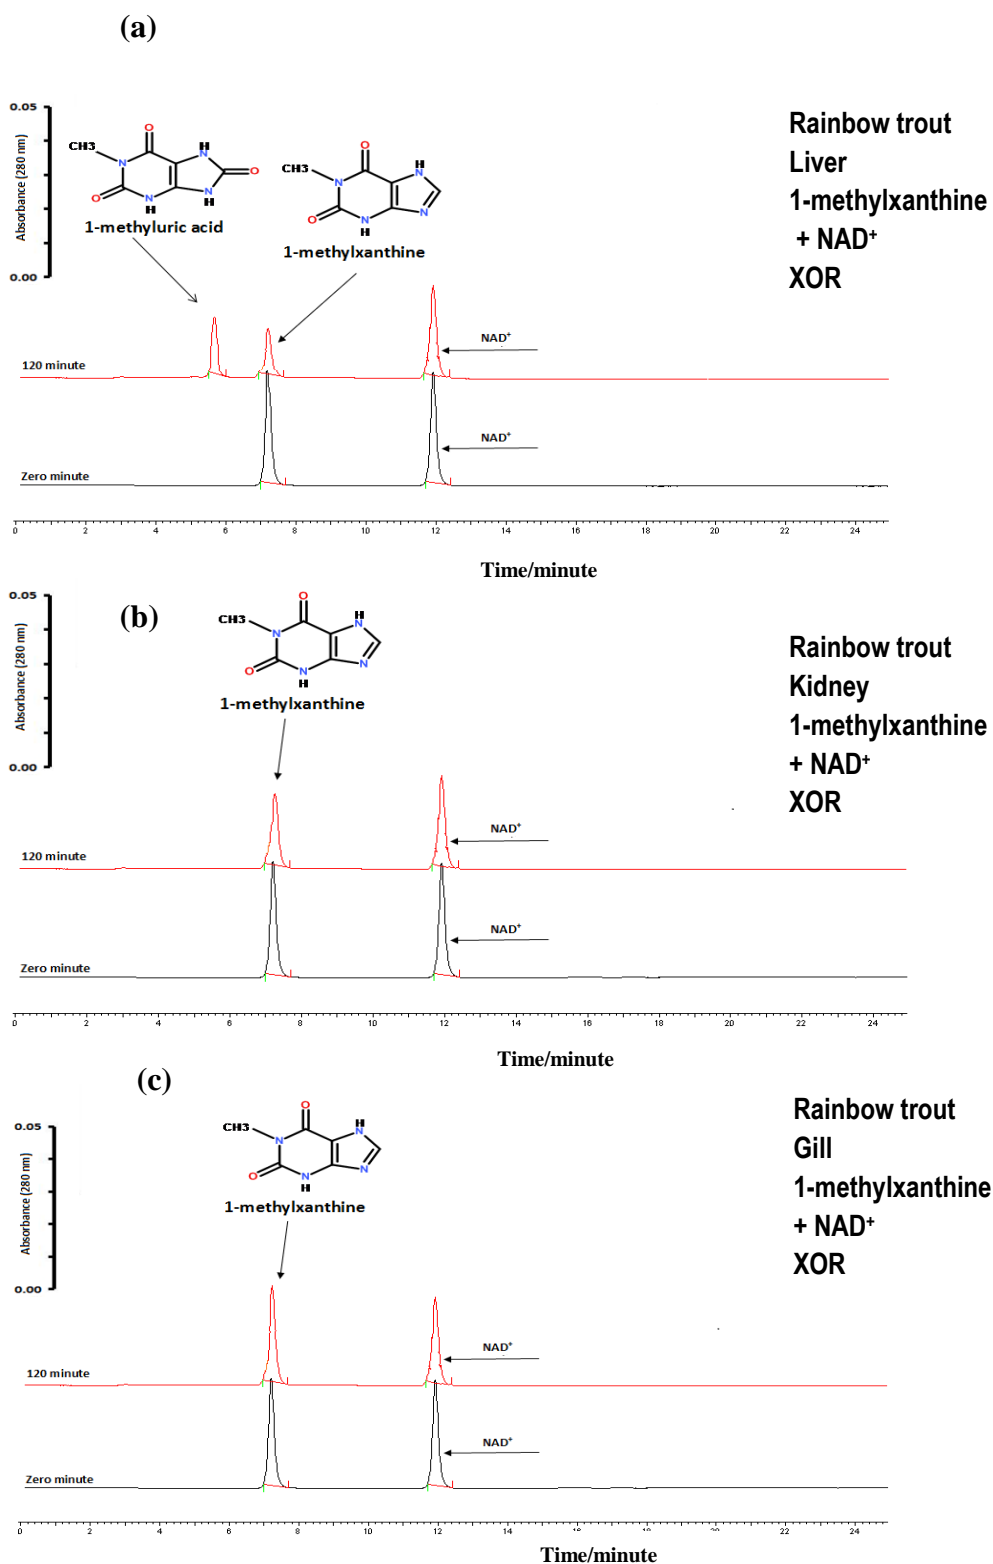 (a)
0.05
Absorbance (280 nm)
0.00
O
CH3
N
H
N
O
O
N
H
N
H
1-methyluric acid
O
CH3
N
H
N
O
N
H
N
1-methylxanthine
Rainbow trout
Liver
1-methylxanthine
+ NAD⁺
XOR
NAD⁺
120 minute
NAD⁺
Zero minute
0 2 4 6 8 10 12 14 16 18 20 22 24
Time/minute
(b)
0.05
Absorbance (280 nm)
0.00
O
CH3
N
H
N
O
N
H
N
1-methylxanthine
Rainbow trout
Kidney
1-methylxanthine
+ NAD⁺
XOR
NAD⁺
120 minute
NAD⁺
Zero minute
0 2 4 6 8 10 12 14 16 18 20 22 24
Time/minute
(c)
0.05
Absorbance (280 nm)
0.00
O
CH3
N
H
N
O
N
H
N
1-methylxanthine
Rainbow trout
Gill
1-methylxanthine
+ NAD⁺
XOR
NAD⁺
120 minute
NAD⁺
Zero minute
0 2 4 6 8 10 12 14 16 18 20 22 24
Time/minute